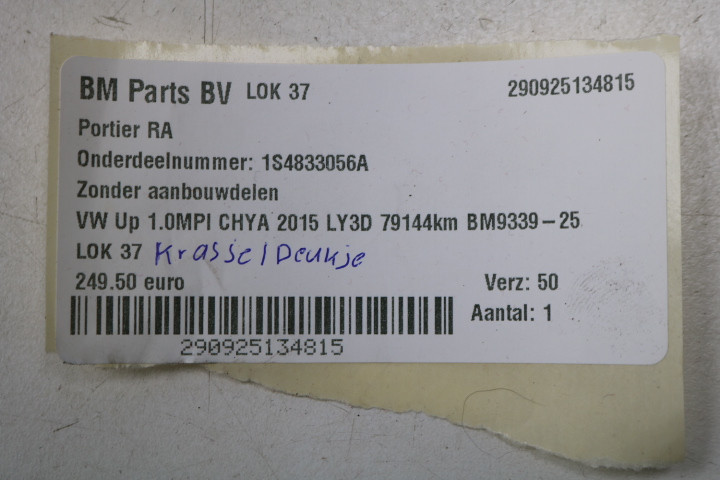 BM Parts BV LOK 37 290925134815
Portier RA
Onderdeelnummer: 1S4833056A
Zonder aanbouwdelen
VW Up 1.0MPI CHYA 2015 LY3D 79144km BM9339-25
LOK 37 Krasse/Deukje
249.50 euro Verz: 50
Aantal: 1
290925134815